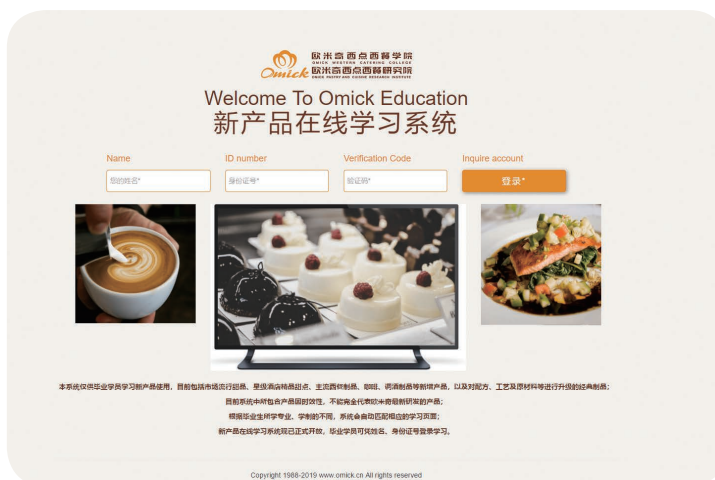 Omick
欧米奇西点西餐学院
OMICK WESTERN CATERING COLLEGE
欧米奇西点西餐研究院
OMICK PASTRY AND CUISINE RESEARCH INSTITUTE
Welcome To Omick Education
新产品在线学习系统
Name ID number Verification Code Inquire account
您的姓名* 身份证号* 验证码* 登录*
本系统仅供毕业学员学习新产品使用，目前包括市场流行甜品、星级酒店精品甜点、主流西餐制品、咖啡、调酒制品等新增产品，以及对配方、工艺及原材料等进行升级的经典制品；
目前系统中所包含产品因时效性，不能完全代表欧米奇最新研发的产品；
根据毕业生所学专业、学制的不同，系统会自动匹配相应的学习页面；
新产品在线学习系统现已正式开放，毕业学员可凭姓名、身份证号登录学习。
Copyright 1988-2019 www.omick.cn All rights reserved